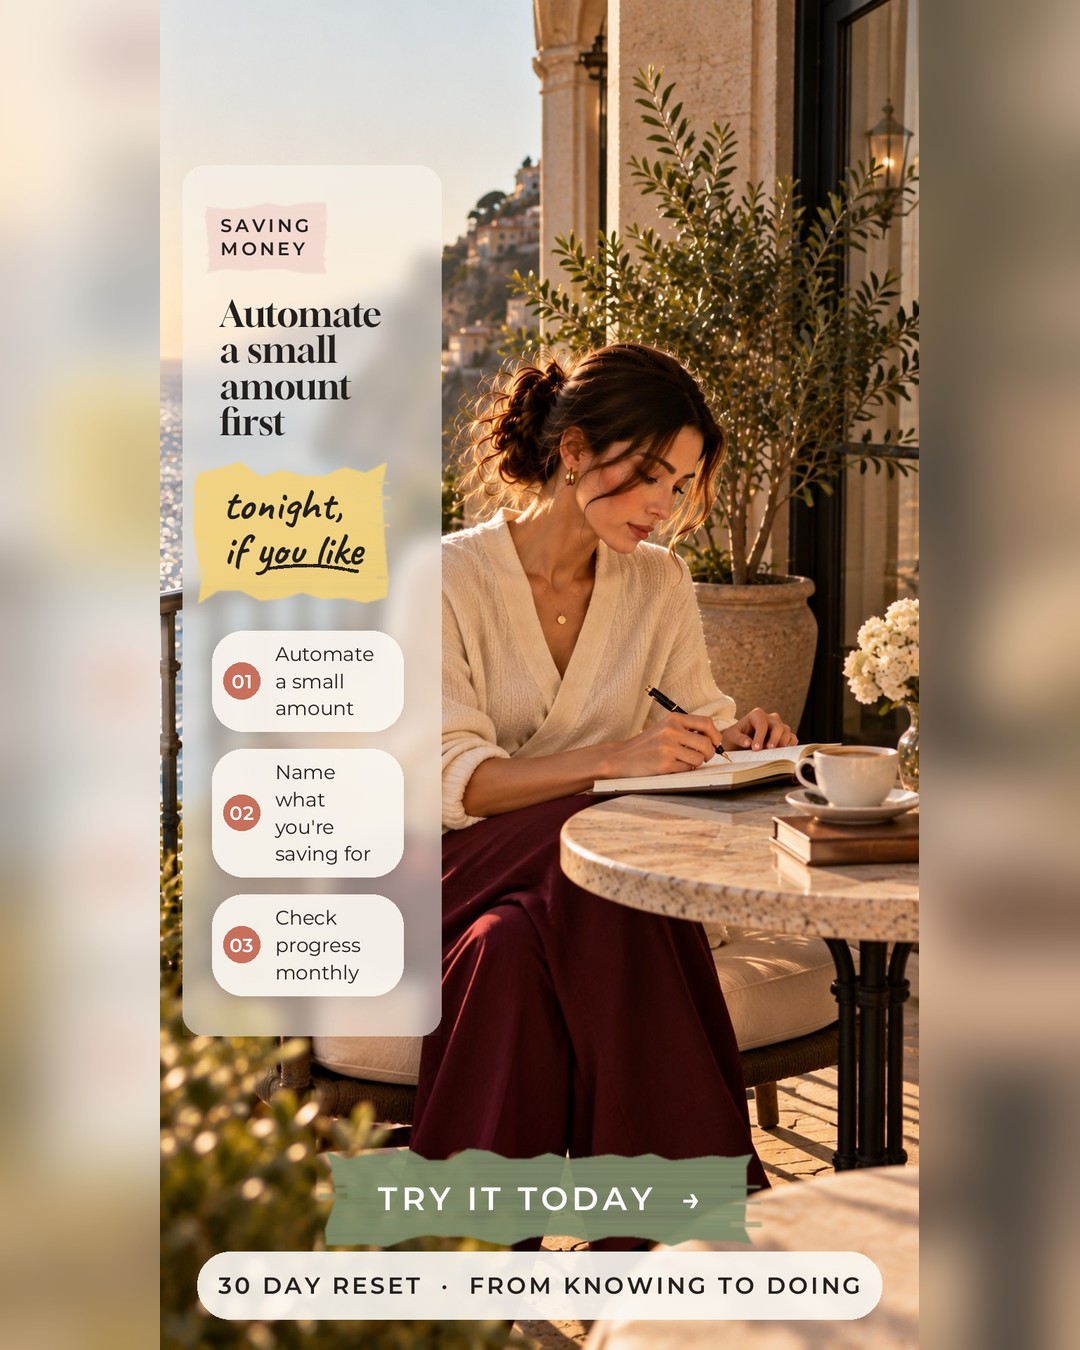 SAVING
MONEY
Automate
a small
amount
first
tonight,
if you like
01 Automate
a small
amount
02 Name
what
you're
saving for
03 Check
progress
monthly
TRY IT TODAY →
30 DAY RESET · FROM KNOWING TO DOING